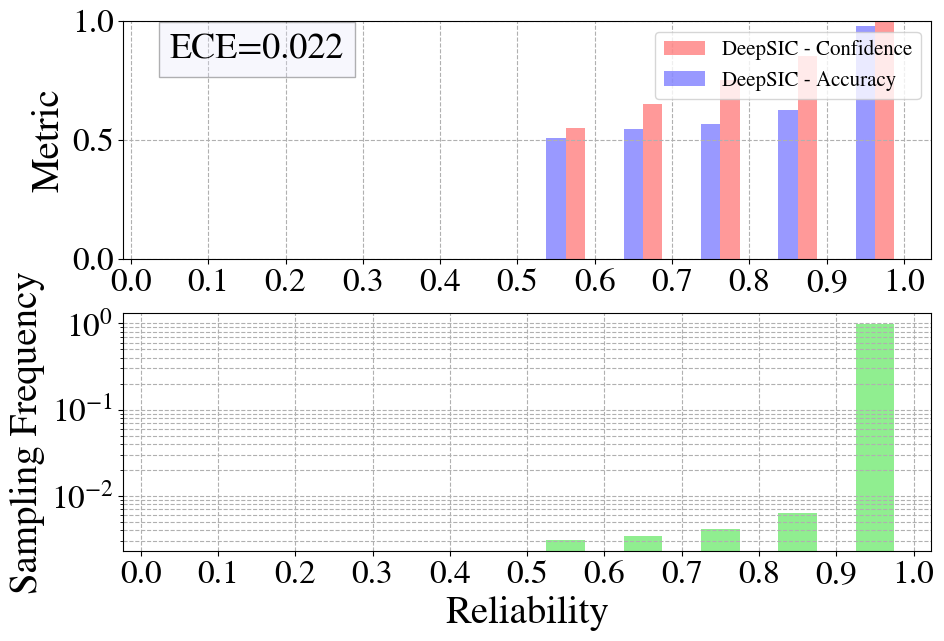 ECE=0.022
DeepSIC - Confidence
DeepSIC - Accuracy
Metric
1.0
0.5
0.0
0.0 0.1 0.2 0.3 0.4 0.5 0.6 0.7 0.8 0.9 1.0
Sampling Frequency
10^0
10^-1
10^-2
0.0 0.1 0.2 0.3 0.4 0.5 0.6 0.7 0.8 0.9 1.0
Reliability